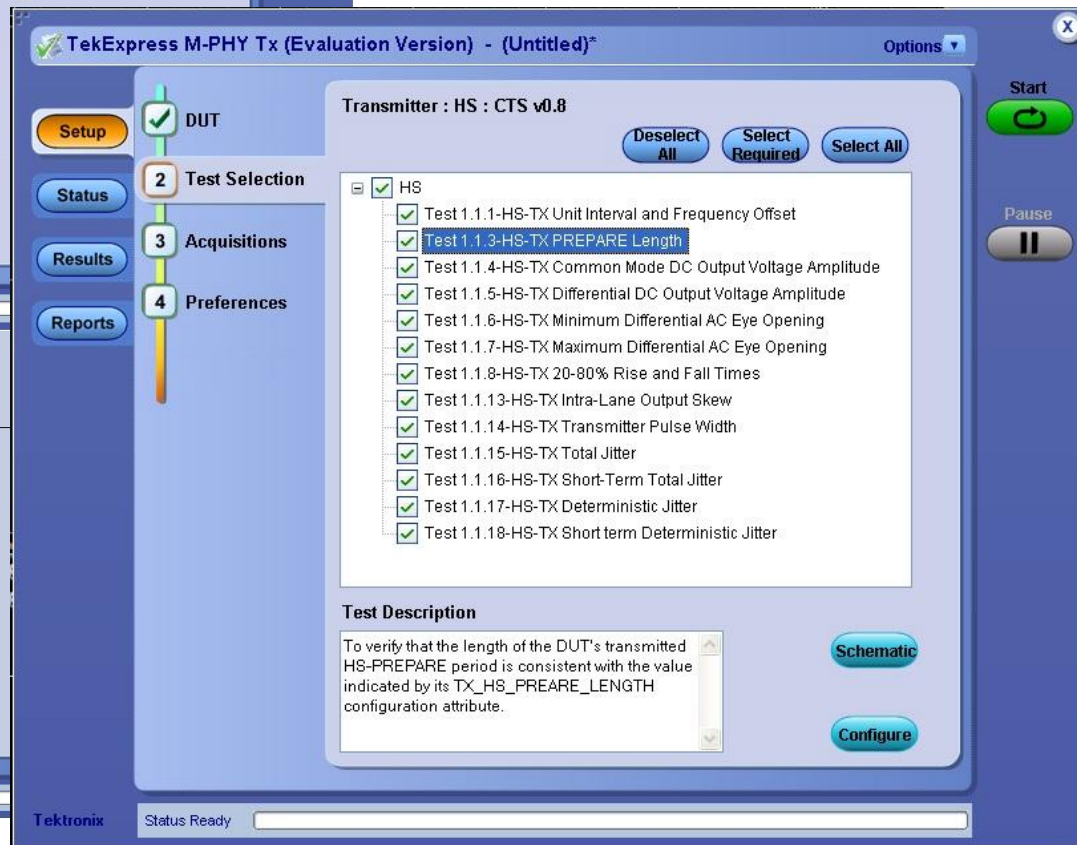 TekExpress M-PHY Tx (Evaluation Version) - (Untitled)*
Options
x
Setup
Status
Results
Reports
DUT
2 Test Selection
3 Acquisitions
4 Preferences
Transmitter : HS : CTS v0.8
Deselect All
Select Required
Select All
HS
Test 1.1.1-HS-TX Unit Interval and Frequency Offset
Test 1.1.3-HS-TX PREPARE Length
Test 1.1.4-HS-TX Common Mode DC Output Voltage Amplitude
Test 1.1.5-HS-TX Differential DC Output Voltage Amplitude
Test 1.1.6-HS-TX Minimum Differential AC Eye Opening
Test 1.1.7-HS-TX Maximum Differential AC Eye Opening
Test 1.1.8-HS-TX 20-80% Rise and Fall Times
Test 1.1.13-HS-TX Intra-Lane Output Skew
Test 1.1.14-HS-TX Transmitter Pulse Width
Test 1.1.15-HS-TX Total Jitter
Test 1.1.16-HS-TX Short-Term Total Jitter
Test 1.1.17-HS-TX Deterministic Jitter
Test 1.1.18-HS-TX Short term Deterministic Jitter
Test Description
To verify that the length of the DUT's transmitted
HS-PREPARE period is consistent with the value
indicated by its TX_HS_PREARE_LENGTH
configuration attribute.
Schematic
Configure
Start
Pause
Tektronix
Status Ready